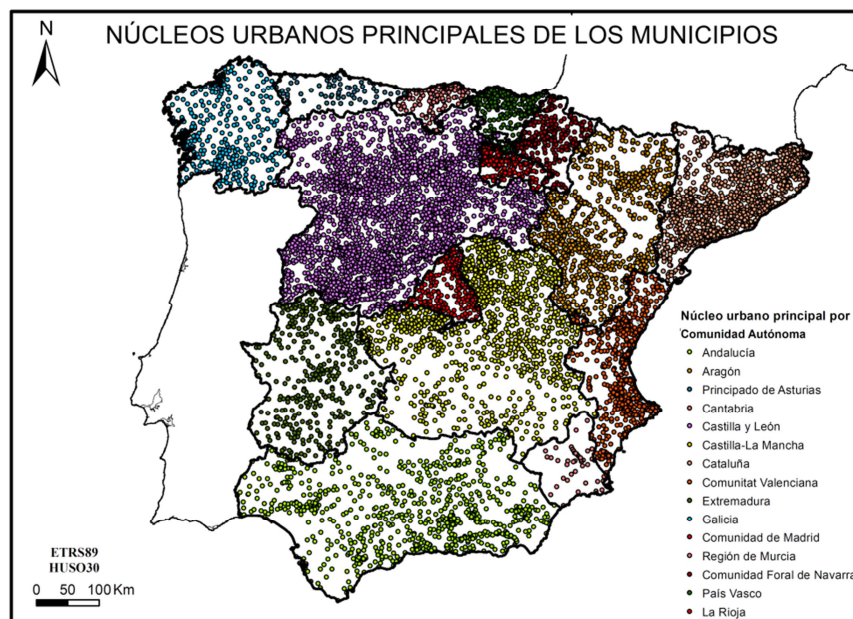 NÚCLEOS URBANOS PRINCIPALES DE LOS MUNICIPIOS
N
Núcleo urbano principal por
Comunidad Autónoma
Andalucía
Aragón
Principado de Asturias
Cantabria
Castilla y León
Castilla-La Mancha
Cataluña
Comunitat Valenciana
Extremadura
Galicia
Comunidad de Madrid
Región de Murcia
Comunidad Foral de Navarra
País Vasco
La Rioja
ETRS89
HUSO30
0 50 100 Km